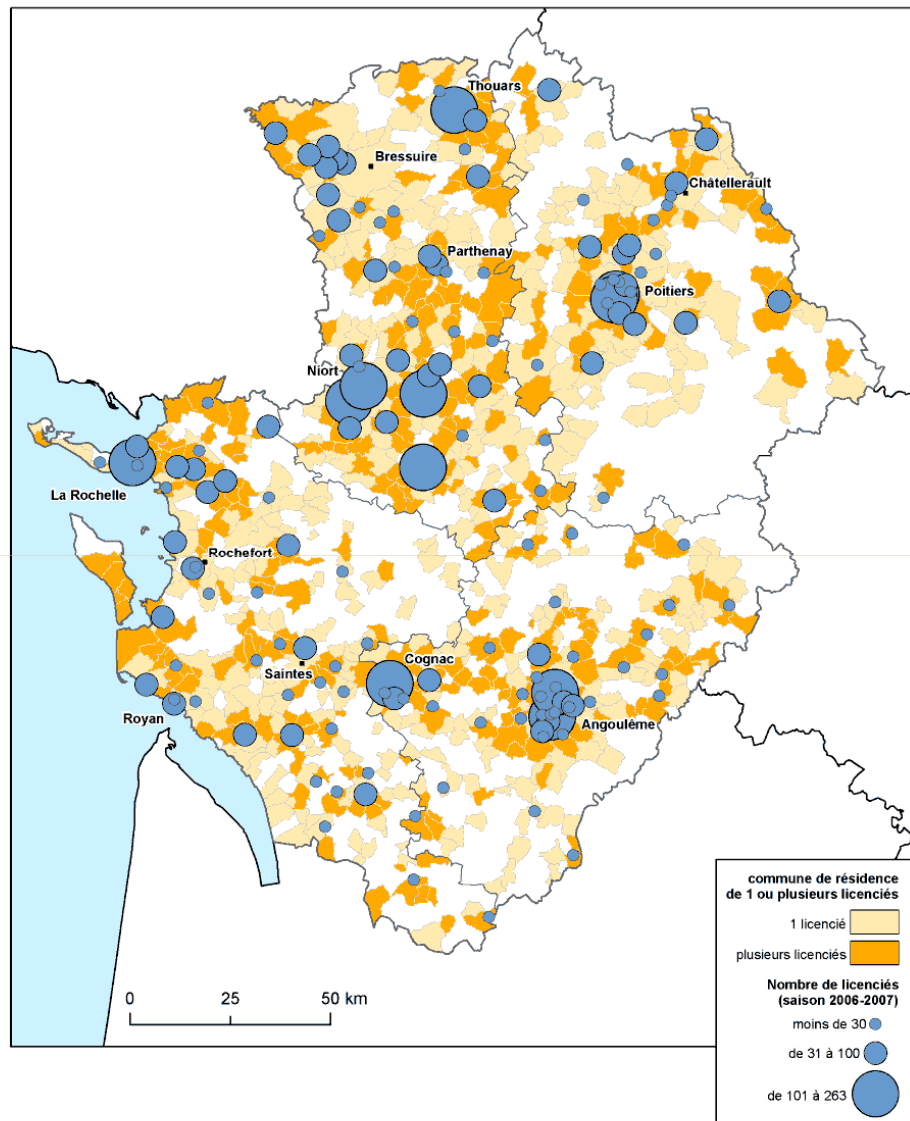 Thouars
Bressuire
Châtellerault
Parthenay
Poitiers
Niort
La Rochelle
Rochefort
Cognac
Saintes
Royan
Angoulême
commune de résidence
de 1 ou plusieurs licenciés
1 licencié
plusieurs licenciés
Nombre de licenciés
(saison 2006-2007)
moins de 30
de 31 à 100
de 101 à 263
0 25 50 km